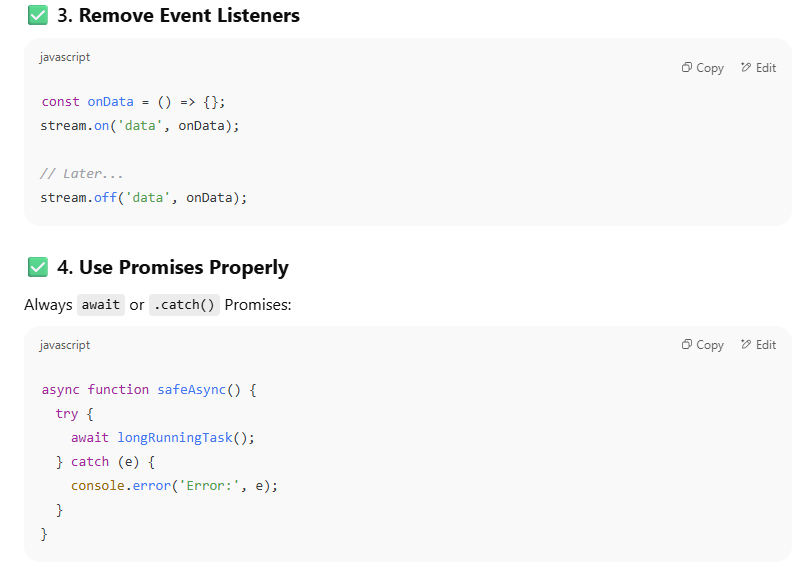 ✅ 3. Remove Event Listeners
javascript
Copy Edit
const onData = () => {};
stream.on('data', onData);
// Later...
stream.off('data', onData);
✅ 4. Use Promises Properly
Always await or .catch() Promises:
javascript
Copy Edit
async function safeAsync() {
  try {
    await longRunningTask();
  } catch (e) {
    console.error('Error:', e);
  }
}